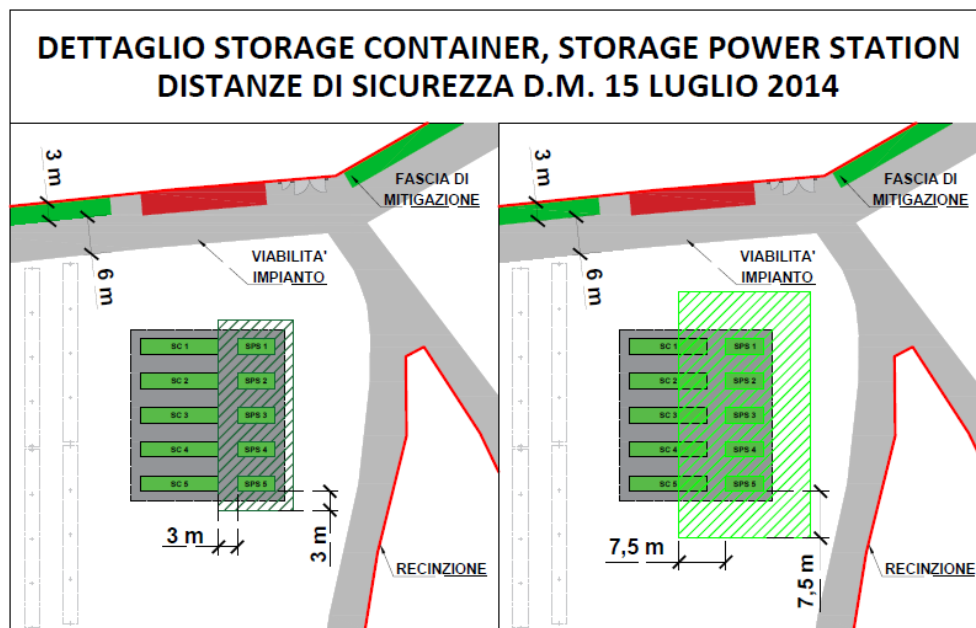 DETTAGLIO STORAGE CONTAINER, STORAGE POWER STATION
DISTANZE DI SICUREZZA D.M. 15 LUGLIO 2014
3 m
FASCIA DI
MITIGAZIONE
VIABILITA'
IMPIANTO
6 m
SC 1
SPS 1
SC 2
SPS 2
SC 3
SPS 3
SC 4
SPS 4
SC 5
SPS 5
3 m
3 m
RECINZIONE
3 m
FASCIA DI
MITIGAZIONE
VIABILITA'
IMPIANTO
6 m
SC 1
SPS 1
SC 2
SPS 2
SC 3
SPS 3
SC 4
SPS 4
SC 5
SPS 5
7,5 m
7,5 m
RECINZIONE